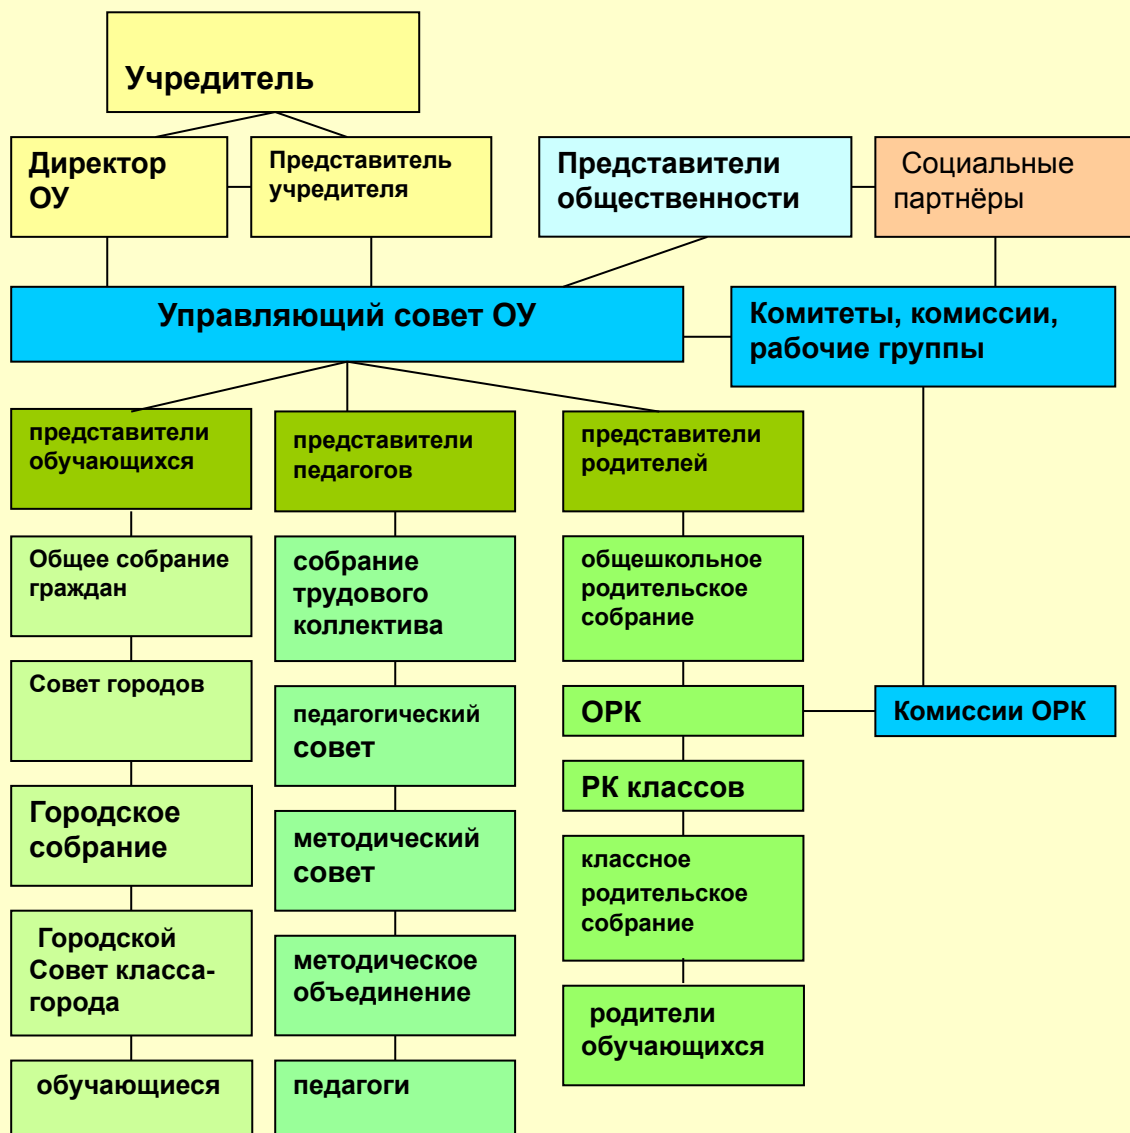 Учредитель
Директор
ОУ
Представитель
учредителя
Представители
общественности
Социальные
партнёры
Управляющий совет ОУ
Комитеты, комиссии,
рабочие группы
представители
обучающихся
представители
педагогов
представители
родителей
Общее собрание
граждан
собрание
трудового
коллектива
общешкольное
родительское
собрание
Совет городов
педагогический
совет
ОРК
Комиссии ОРК
РК классов
Городское
собрание
методический
совет
классное
родительское
собрание
Городской
Совет класса-
города
методическое
объединение
родители
обучающихся
обучающиеся
педагоги